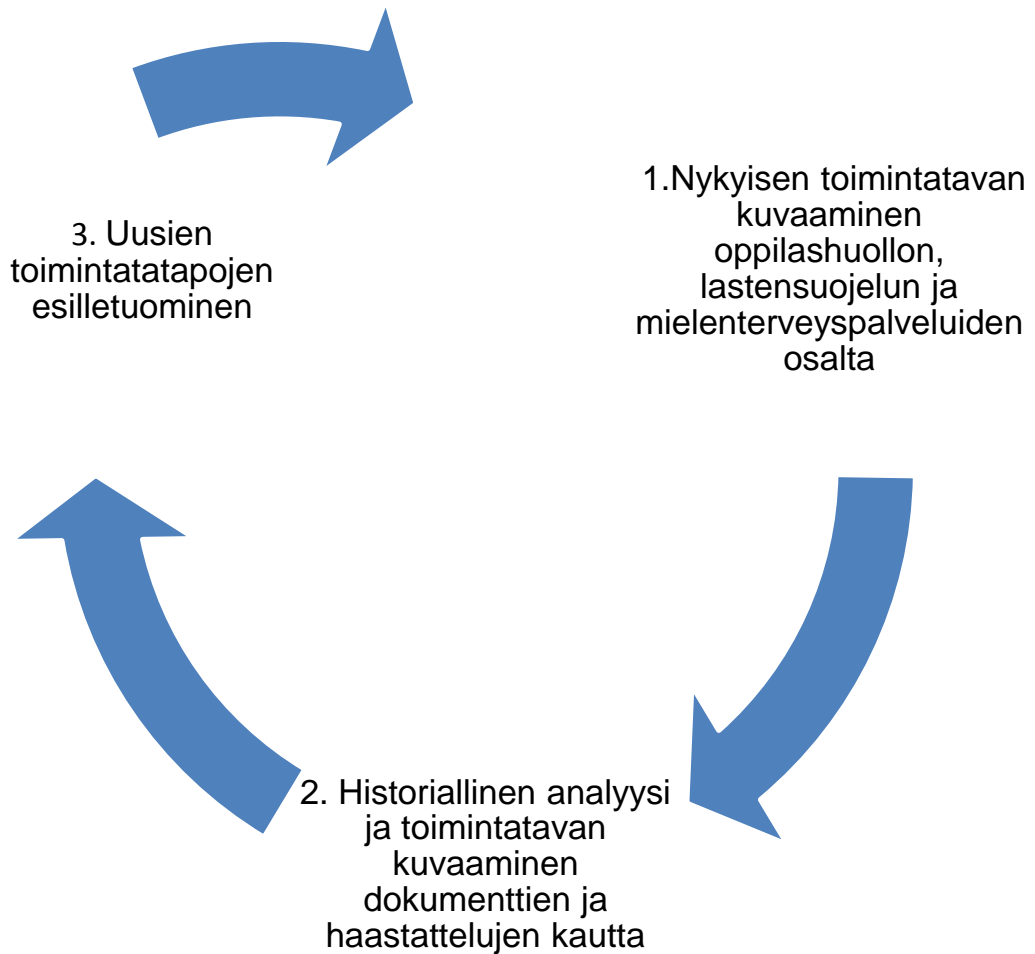 1.Nykyisen toimintatavan
kuvaaminen
oppilashuollon,
lastensuojelun ja
mielenterveyspalveluiden
osalta
2. Historiallinen analyysi
ja toimintatavan
kuvaaminen
dokumenttien ja
haastattelujen kautta
3. Uusien
toimintatatapojen
esilletuominen